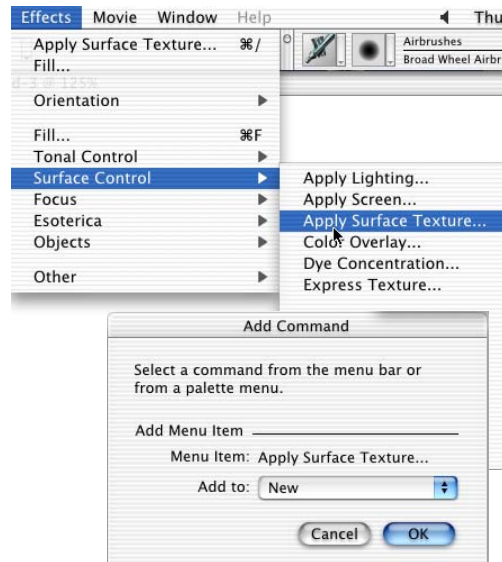 Effects Movie Window Help Thu
Apply Surface Texture... ⌘/
Fill...
Airbrushes
Broad Wheel Airbr
d-3 @ 125%
Orientation
Fill... ⌘F
Tonal Control
Surface Control
Focus
Esoterica
Objects
Other
Apply Lighting...
Apply Screen...
Apply Surface Texture...
Color Overlay...
Dye Concentration...
Express Texture...
Add Command
Select a command from the menu bar or
from a palette menu.
Add Menu Item
Menu Item: Apply Surface Texture...
Add to: New
Cancel OK